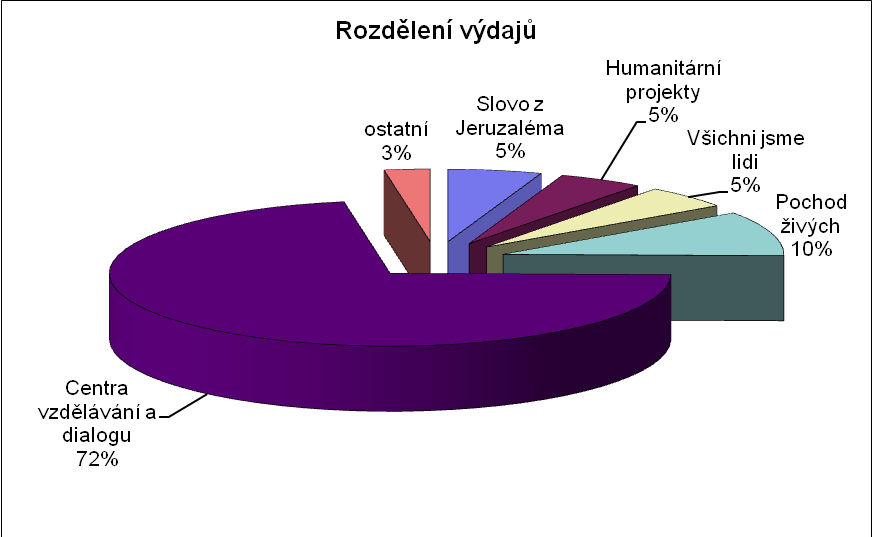 Rozdělení výdajů
ostatní
3%
Slovo z
Jeruzaléma
5%
Humanitární
projekty
5%
Všichni jsme
lidi
5%
Pochod
živých
10%
Centra
vzdělávání a
dialogu
72%